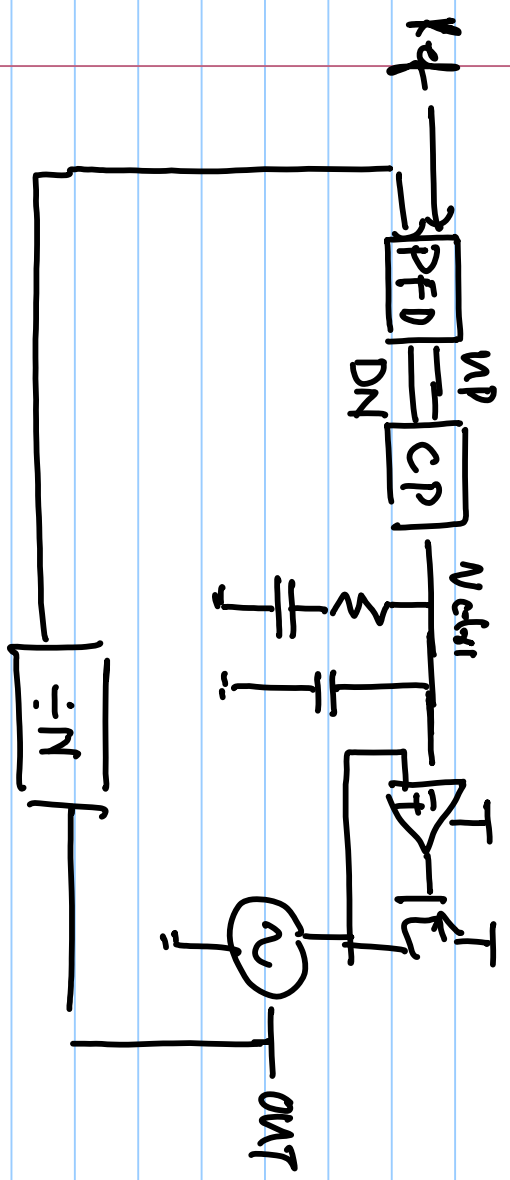 Ref
PFD
UP
DN
CP
Vctrl
- +
÷N
OUT